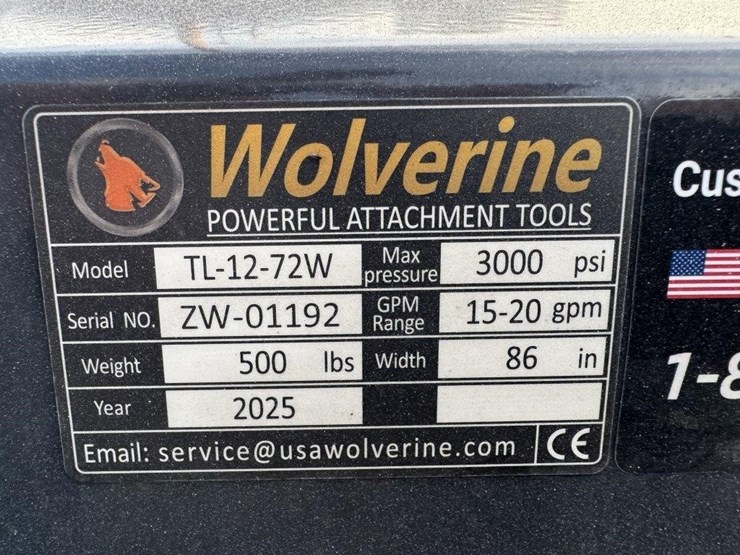 Wolverine
POWERFUL ATTACHMENT TOOLS
Model TL-12-72W Max pressure 3000 psi
Serial NO. ZW-01192 GPM Range 15-20 gpm
Weight 500 lbs Width 86 in
Year 2025
Email: service@usawolverine.com CE
Cus
1-8